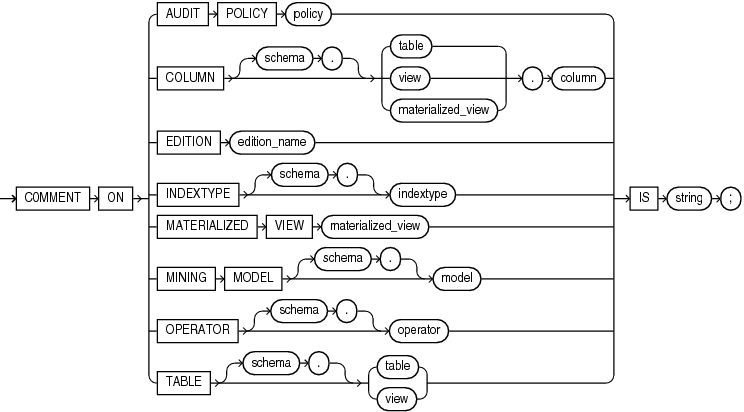 AUDIT POLICY policy
schema . table
COLUMN view . column
materialized_view
EDITION edition_name
schema .
COMMENT ON INDEXTYPE indextype IS string ;
MATERIALIZED VIEW materialized_view
schema .
MINING MODEL model
schema .
OPERATOR operator
schema . table
TABLE
view